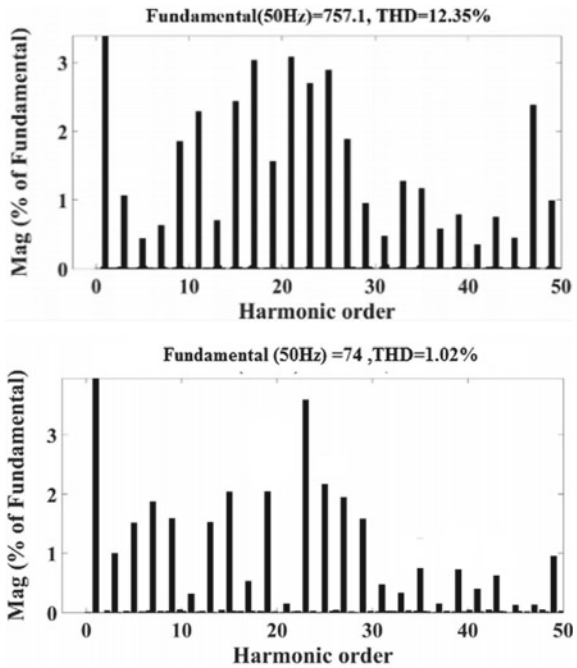 Fundamental(50Hz)=757.1, THD=12.35%
Mag (% of Fundamental)
3
2
1
0
0 10 20 30 40 50
Harmonic order
Fundamental (50Hz) =74 ,THD=1.02%
Mag (% of Fundamental)
3
2
1
0
0 10 20 30 40 50
Harmonic order